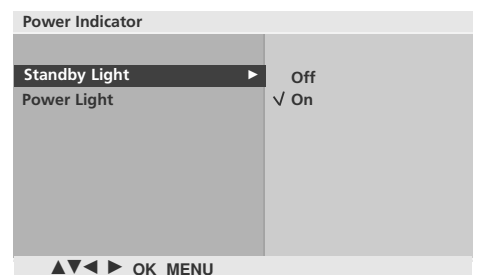 Power Indicator
Standby Light ► Off
Power Light √ On
▲▼◄ ► OK MENU